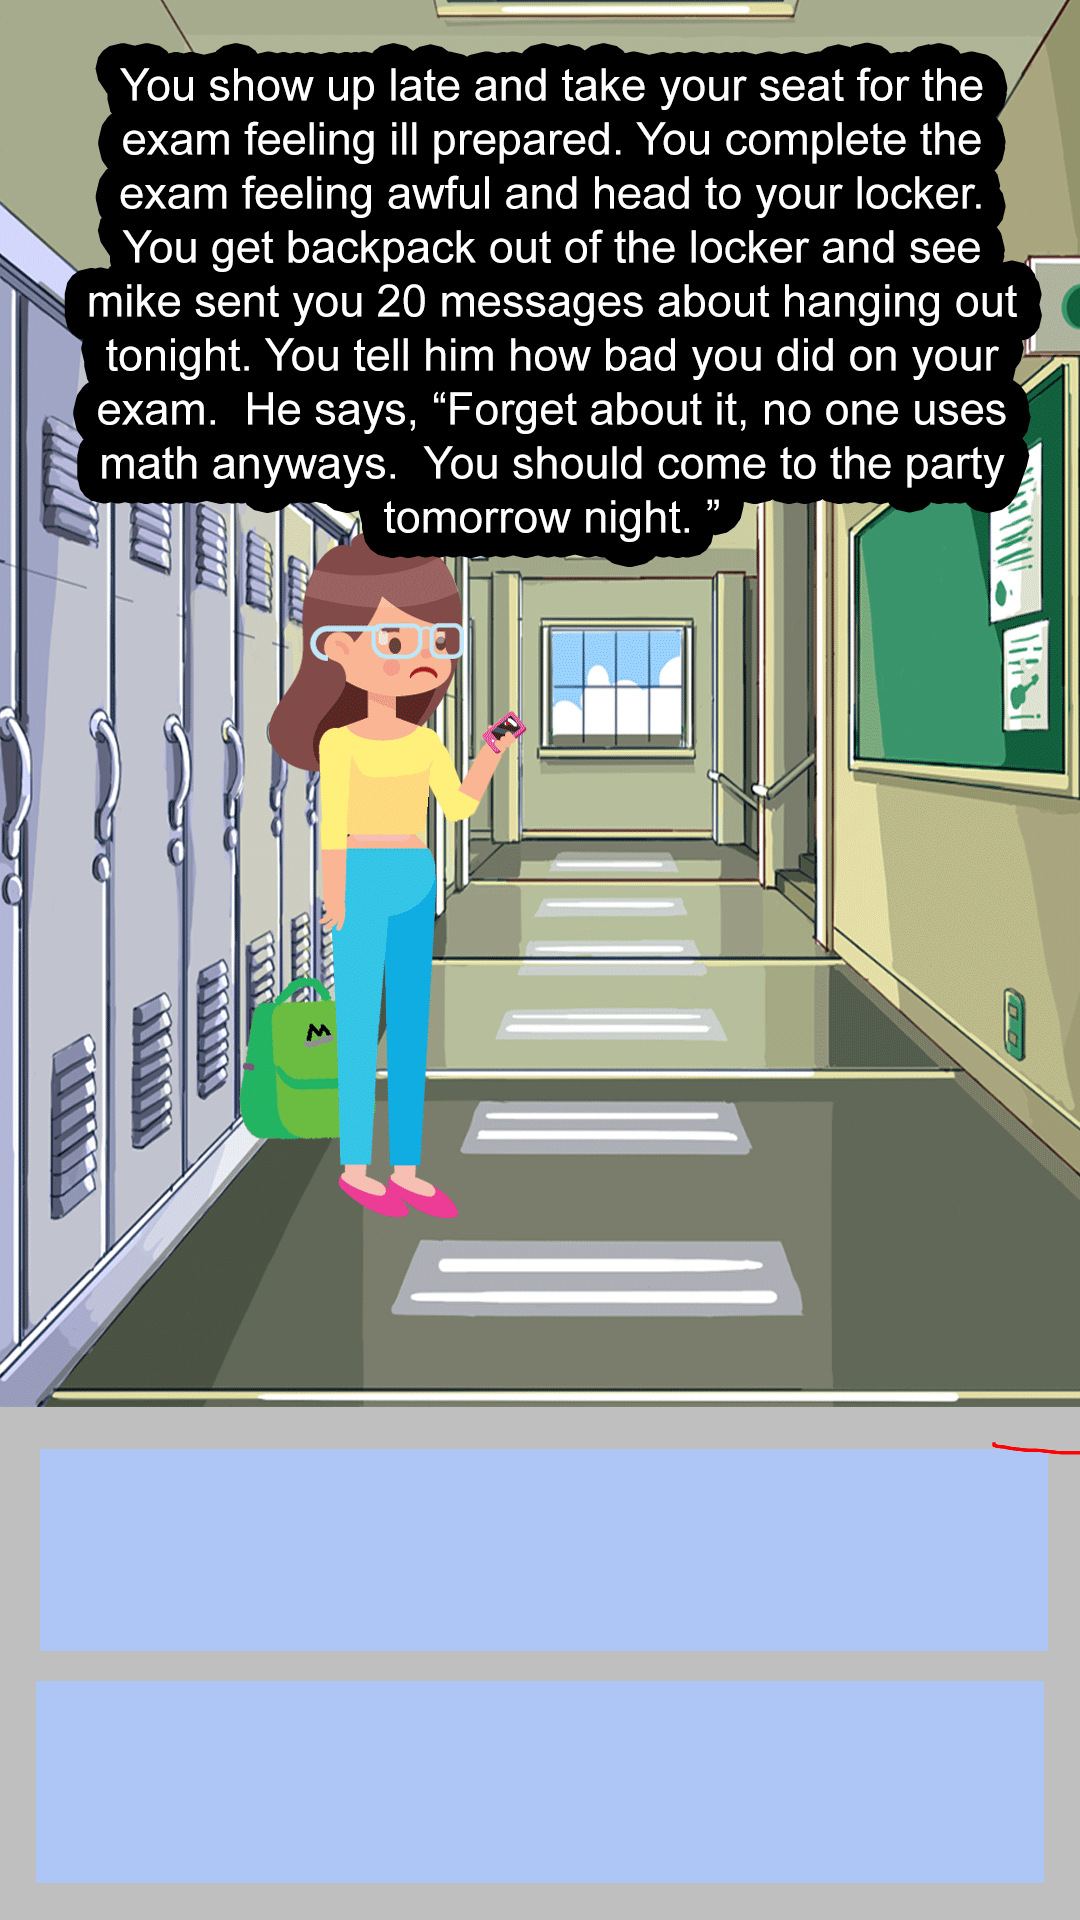 You show up late and take your seat for the
exam feeling ill prepared. You complete the
exam feeling awful and head to your locker.
You get backpack out of the locker and see
mike sent you 20 messages about hanging out
tonight. You tell him how bad you did on your
exam.  He says, “Forget about it, no one uses
math anyways.  You should come to the party
tomorrow night. ”
M